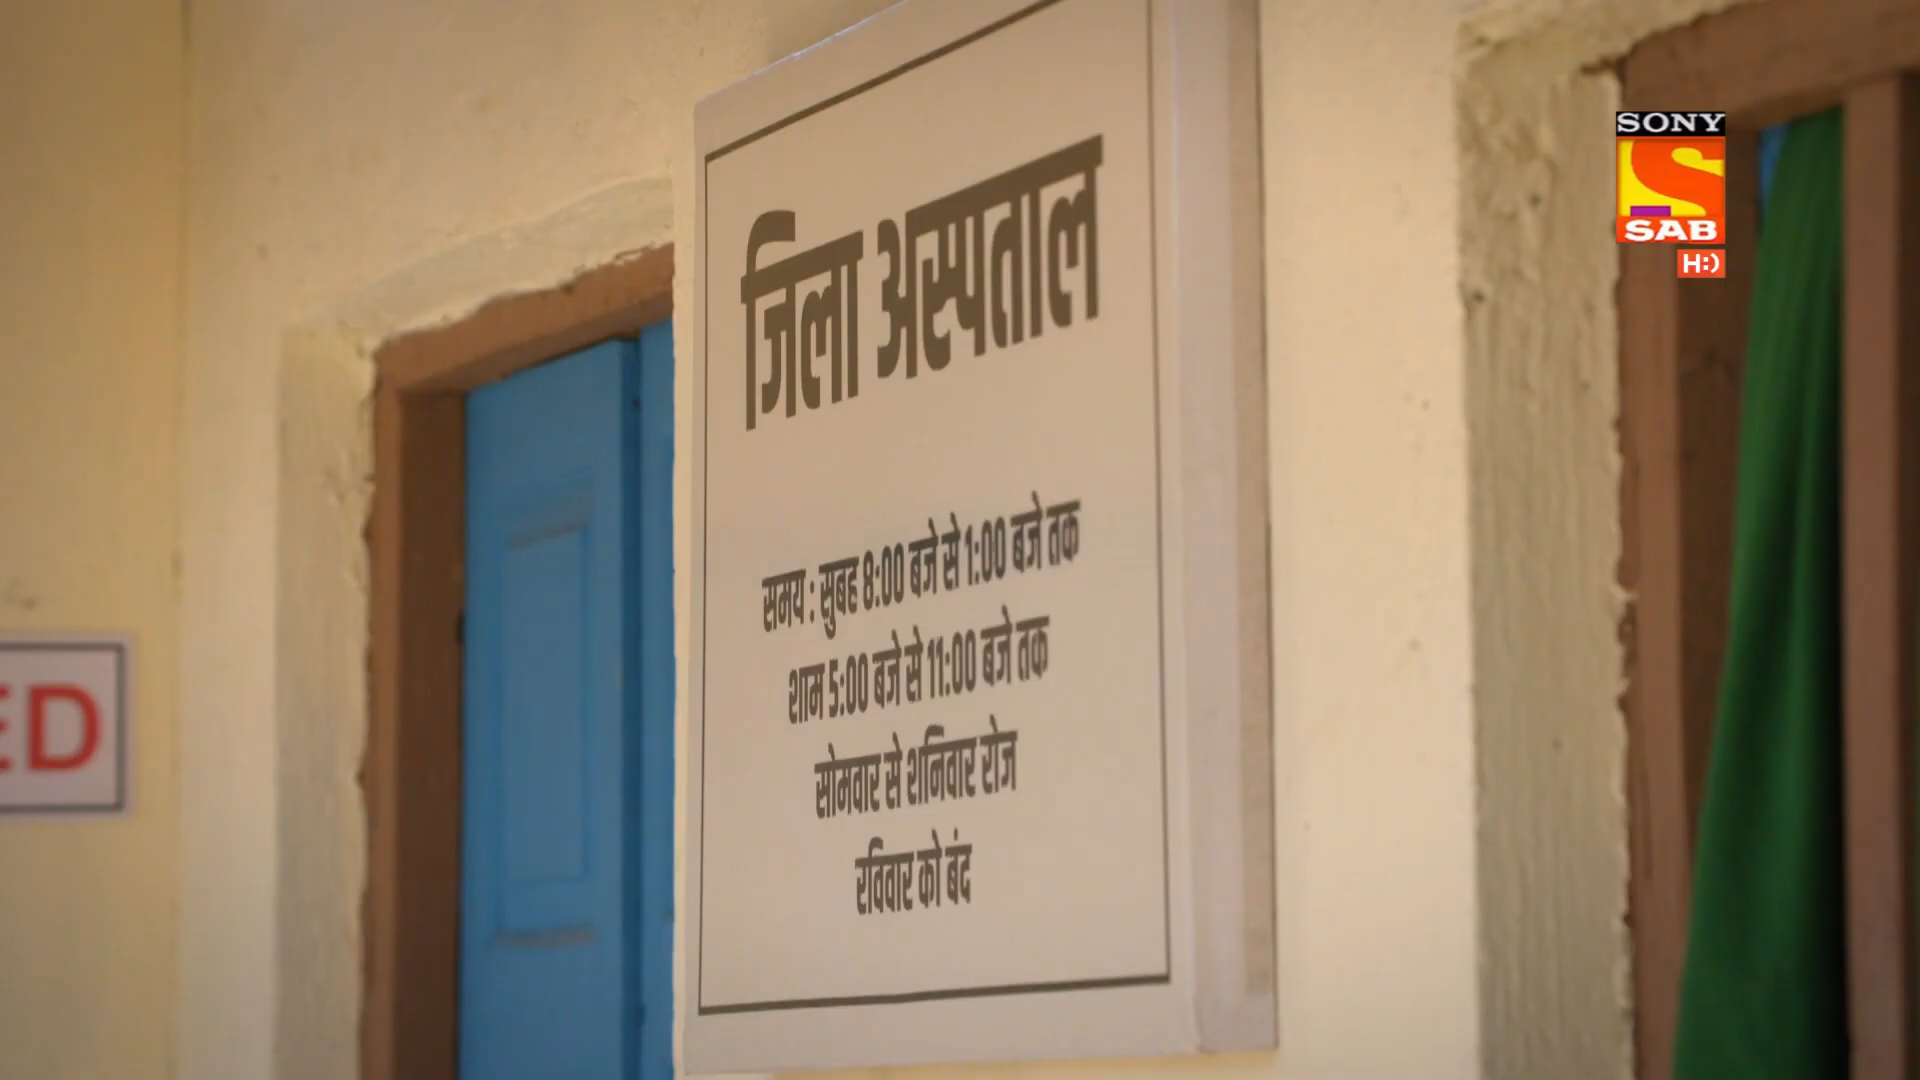 जिला अस्पताल
समय : सुबह 8:00 बजे से 1:00 बजे तक
शाम 5:00 बजे से 11:00 बजे तक
सोमवार से शनिवार रोज
रविवार को बंद
ED
SONY
SAB
H:)